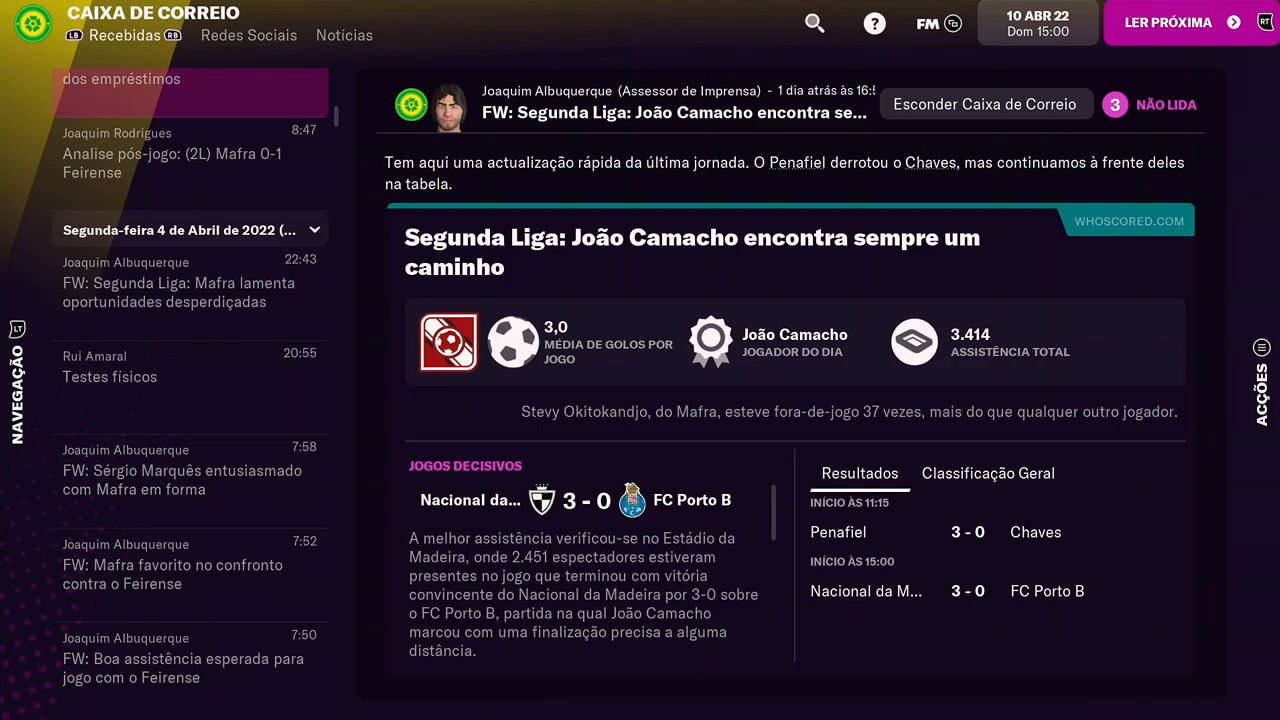 CAIXA DE CORREIO
LB Recebidas RB Redes Sociais Notícias
?
FM
10 ABR 22
Dom 15:00
LER PRÓXIMA
RT
dos empréstimos
Joaquim Rodrigues 8:47
Analise pós-jogo: (2L) Mafra 0-1
Feirense
Segunda-feira 4 de Abril de 2022 (...
Joaquim Albuquerque 22:43
FW: Segunda Liga: Mafra lamenta
oportunidades desperdiçadas
Rui Amaral 20:55
Testes físicos
Joaquim Albuquerque 7:58
FW: Sérgio Marquês entusiasmado
com Mafra em forma
Joaquim Albuquerque 7:52
FW: Mafra favorito no confronto
contra o Feirense
Joaquim Albuquerque 7:50
FW: Boa assistência esperada para
jogo com o Feirense
LT
NAVEGAÇÃO
Joaquim Albuquerque (Assessor de Imprensa) - 1 dia atrás às 16:
FW: Segunda Liga: João Camacho encontra se...
Esconder Caixa de Correio
3 NÃO LIDA
Tem aqui uma actualização rápida da última jornada. O Penafiel derrotou o Chaves, mas continuamos à frente deles
na tabela.
WHOSCORED.COM
Segunda Liga: João Camacho encontra sempre um
caminho
3,0
MÉDIA DE GOLOS POR
JOGO
João Camacho
JOGADOR DO DIA
3.414
ASSISTÊNCIA TOTAL
Stevy Okitokandjo, do Mafra, esteve fora-de-jogo 37 vezes, mais do que qualquer outro jogador.
JOGOS DECISIVOS
Nacional da... 3 - 0 FC Porto B
A melhor assistência verificou-se no Estádio da
Madeira, onde 2.451 espectadores estiveram
presentes no jogo que terminou com vitória
convincente do Nacional da Madeira por 3-0 sobre
o FC Porto B, partida na qual João Camacho
marcou com uma finalização precisa a alguma
distância.
Resultados Classificação Geral
INÍCIO ÀS 11:15
Penafiel 3 - 0 Chaves
INÍCIO ÀS 15:00
Nacional da M... 3 - 0 FC Porto B
ACÇÕES